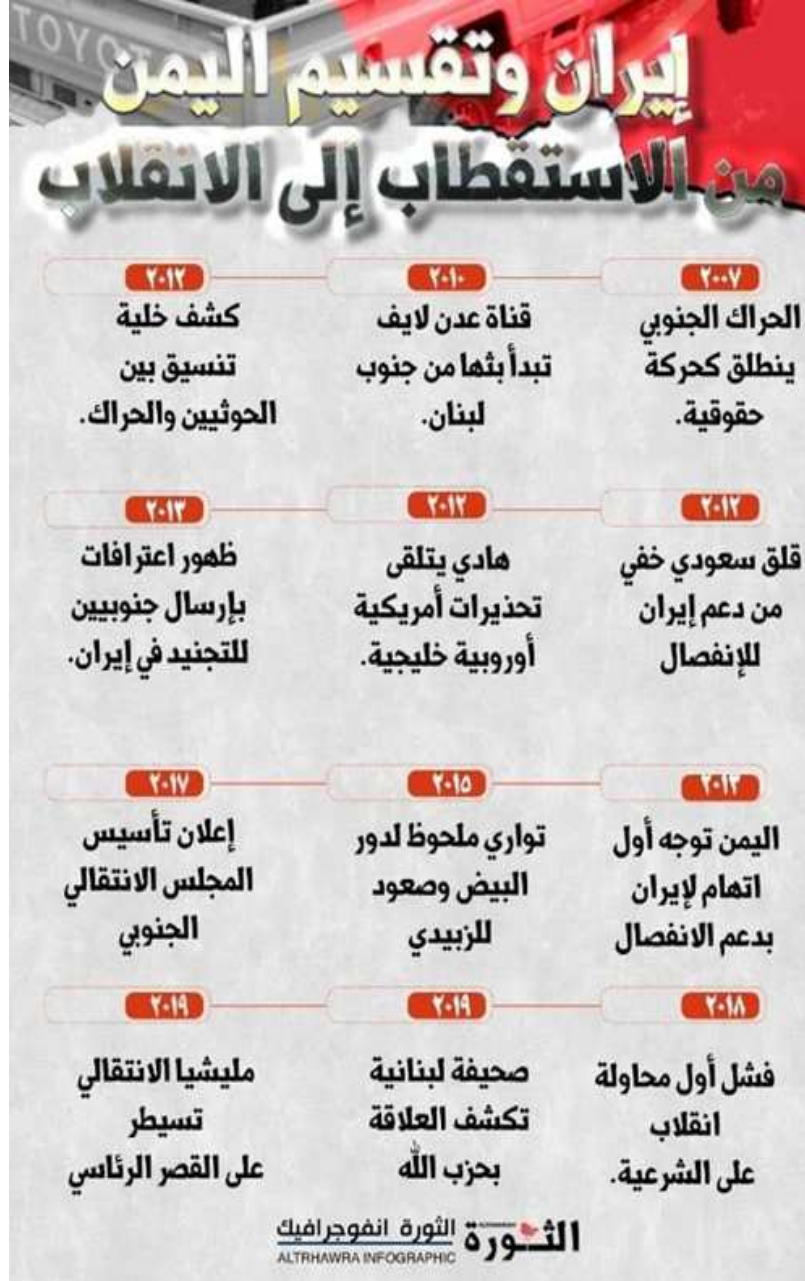 TOYOT
إيران وتقسيم اليمن
من الاستقطاب إلى الانقلاب
٢٠٠٧
الحراك الجنوبي
ينطلق كحركة
حقوقية.
٢٠١٠
قناة عدن لايف
تبدأ بثها من جنوب
لبنان.
٢٠١٢
كشف خلية
تنسيق بين
الحوثيين والحراك.
٢٠١٢
قلق سعودي خفي
من دعم إيران
للإنفصال
٢٠١٢
هادي يتلقى
تحذيرات أمريكية
أوروبية خليجية.
٢٠١٣
ظهور اعترافات
بإرسال جنوبيين
للتجنيد في إيران.
٢٠١٣
اليمن توجه أول
اتهام لإيران
بدعم الانفصال
٢٠١٥
تواري ملحوظ لدور
البيض وصعود
للزبيدي
٢٠١٧
إعلان تأسيس
المجلس الانتقالي
الجنوبي
٢٠١٨
فشل أول محاولة
انقلاب
على الشرعية.
٢٠١٩
صحيفة لبنانية
تكشف العلاقة
بحزب الله
٢٠١٩
مليشيا الانتقالي
تسيطر
على القصر الرئاسي
الثورة
الثورة انفوجرافيك
ALTRHAWRA INFOGRAPHIC